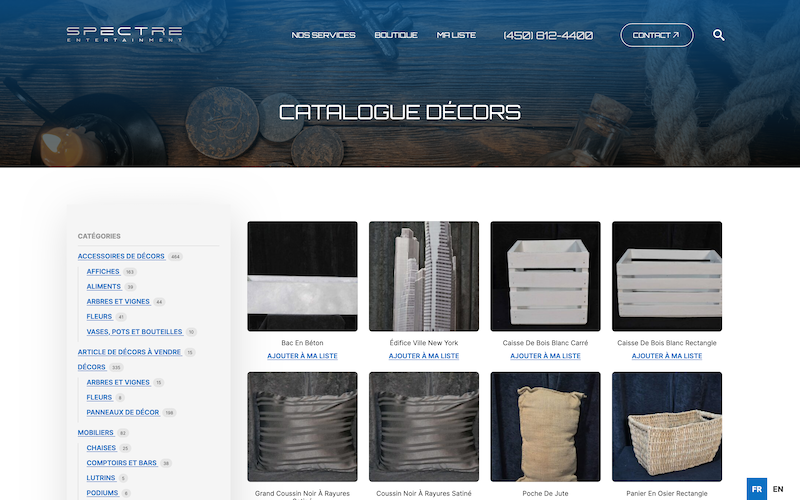 SPECTRE
ENTERTAINMENT
NOS SERVICES
BOUTIQUE
MA LISTE
(450) 812-4400
CONTACT
CATALOGUE DÉCORS
CATÉGORIES
ACCESSOIRES DE DÉCORS 464
AFFICHES 163
ALIMENTS 39
ARBRES ET VIGNES 44
FLEURS 41
VASES, POTS ET BOUTEILLES 10
ARTICLE DE DÉCORS À VENDRE 15
DÉCORS 335
ARBRES ET VIGNES 15
FLEURS 8
PANNEAUX DE DÉCOR 198
MOBILIERS 82
CHAISES 25
COMPTOIRS ET BARS 38
LUTRINS 5
PODIUMS 8
Bac En Béton
AJOUTER À MA LISTE
Édifice Ville New York
AJOUTER À MA LISTE
Caisse De Bois Blanc Carré
AJOUTER À MA LISTE
Caisse De Bois Blanc Rectangle
AJOUTER À MA LISTE
Grand Coussin Noir À Rayures
Coussin Noir À Rayures Satiné
Poche De Jute
Panier En Osier Rectangle
FR
EN